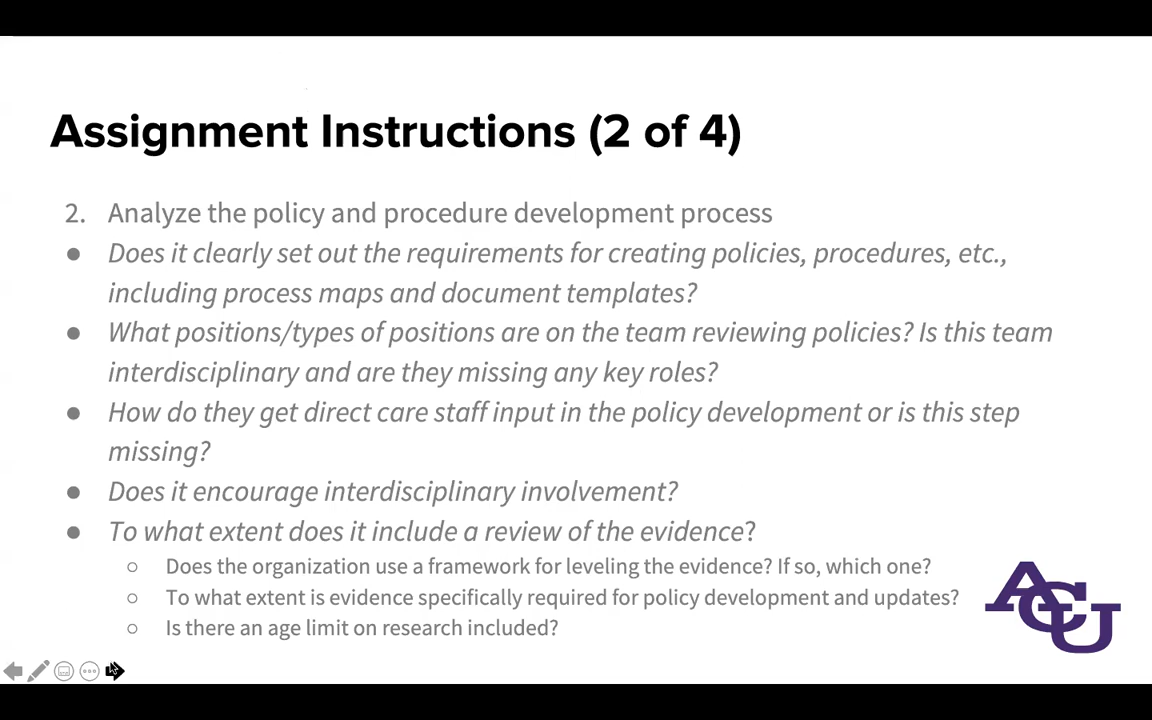 Assignment Instructions (2 of 4)
2. Analyze the policy and procedure development process
● Does it clearly set out the requirements for creating policies, procedures, etc.,
including process maps and document templates?
● What positions/types of positions are on the team reviewing policies? Is this team
interdisciplinary and are they missing any key roles?
● How do they get direct care staff input in the policy development or is this step
missing?
● Does it encourage interdisciplinary involvement?
● To what extent does it include a review of the evidence?
○ Does the organization use a framework for leveling the evidence? If so, which one?
○ To what extent is evidence specifically required for policy development and updates?
○ Is there an age limit on research included?
ACU